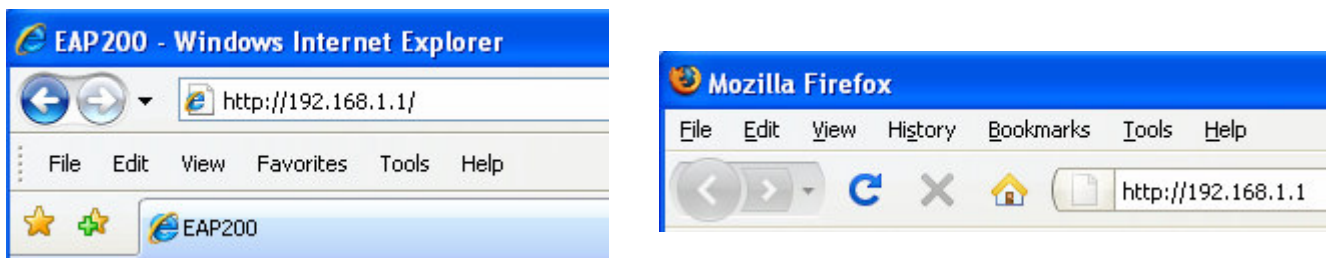 EAP200 - Windows Internet Explorer
http://192.168.1.1/
File Edit View Favorites Tools Help
EAP200
Mozilla Firefox
File Edit View History Bookmarks Tools Help
http://192.168.1.1